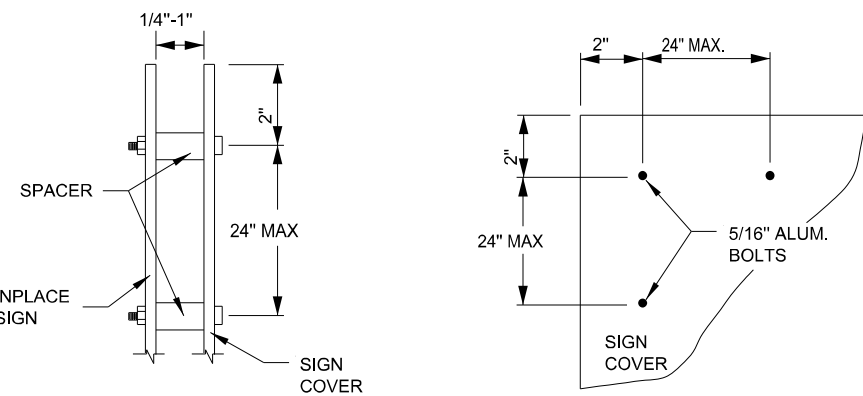 1/4"-1"
2"
SPACER
24" MAX
NPLACE
SIGN
SIGN
COVER
2"
24" MAX.
2"
24" MAX
5/16" ALUM.
BOLTS
SIGN
COVER